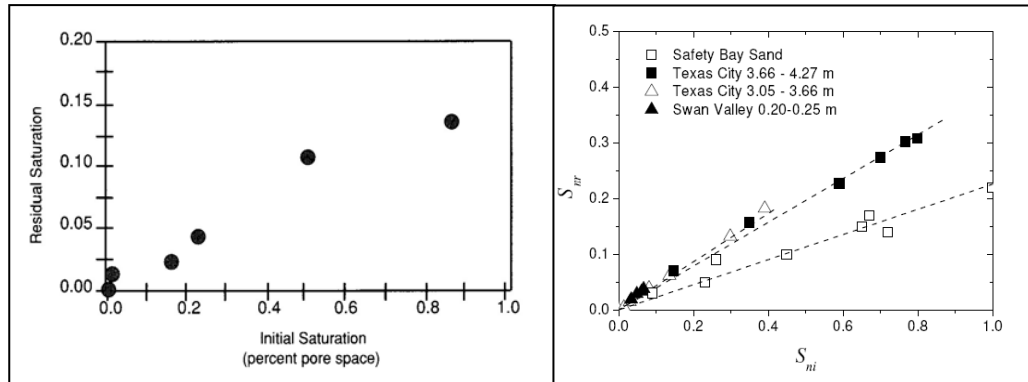 0.20
0.15
0.10
0.05
0.00
Residual Saturation
0.0 0.2 0.4 0.6 0.8 1.0
Initial Saturation
(percent pore space)
0.5
0.4
0.3
0.2
0.1
0.0
Snr
Safety Bay Sand
Texas City 3.66 - 4.27 m
Texas City 3.05 - 3.66 m
Swan Valley 0.20-0.25 m
0.0 0.2 0.4 0.6 0.8 1.0
Sni